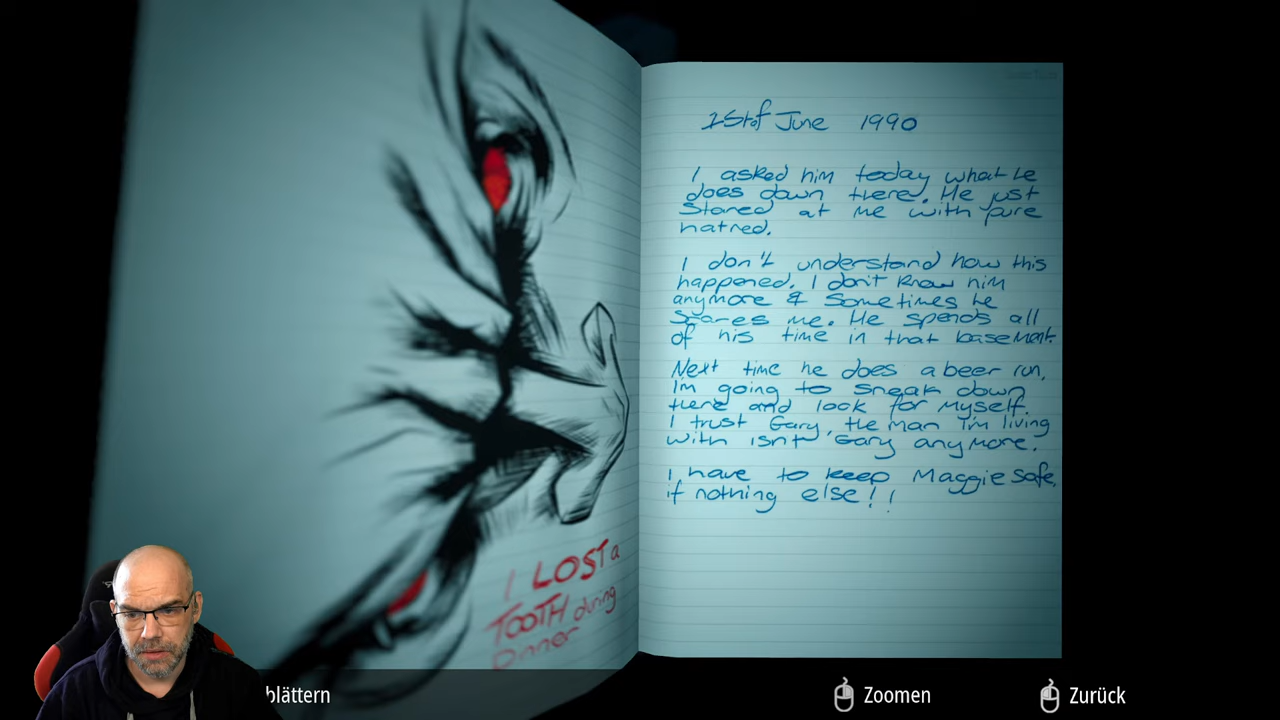 I LOST a
TOOTH during
Dinner
1st of June 1990
I asked him today what he
does down there. He just
stared at me with pure
hatred.
I don't understand how this
happened. I don't know him
anymore & sometimes he
scares me. He spends all
of his time in that basement.
Next time he does a beer run,
I'm going to sneak down
there and look for myself.
I trust Gary, the man I'm living
with isn't Gary anymore.
I have to keep Maggie safe,
if nothing else!!
blättern
Zoomen
Zurück